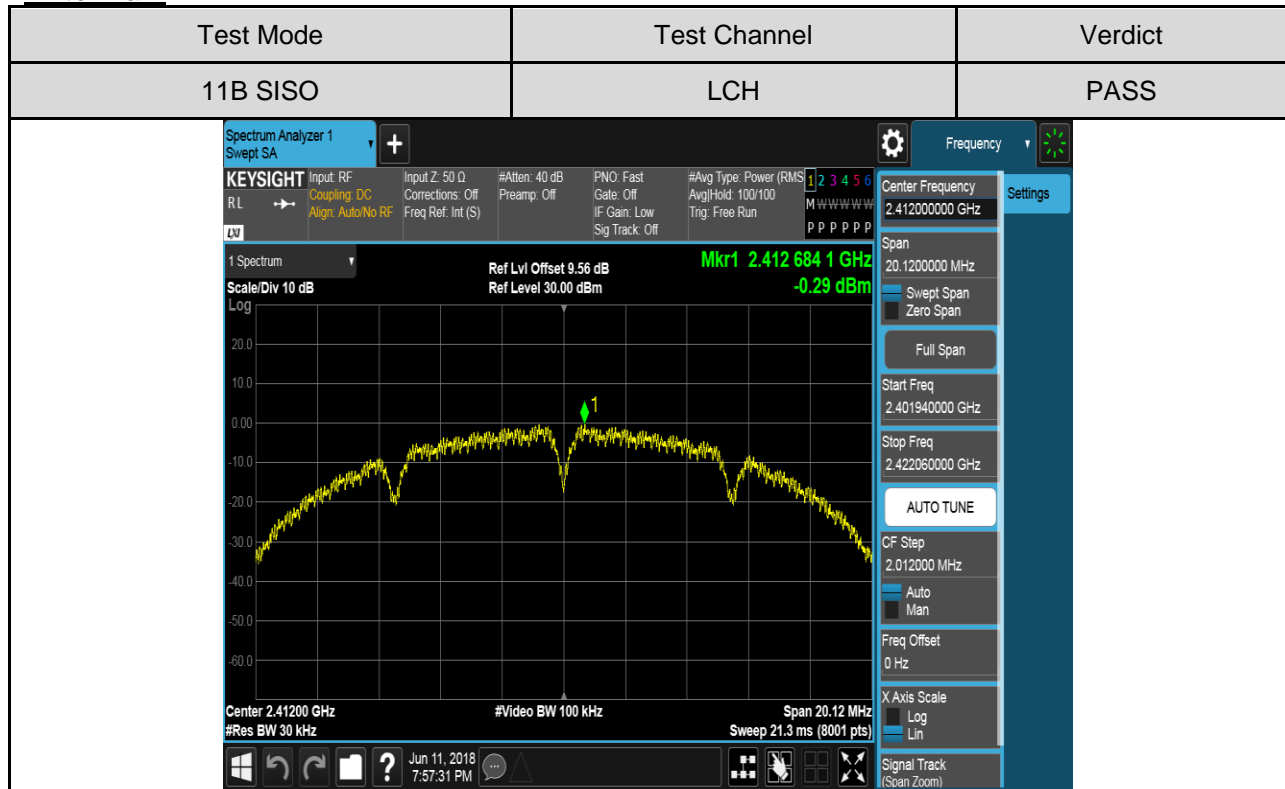 Test Mode Test Channel Verdict
11B SISO LCH PASS
Spectrum Analyzer 1
Swept SA
+
Frequency
KEYSIGHT
RL
LXI
Input: RF
Coupling: DC
Align: Auto/No RF
Input Z: 50 Ω
Corrections: Off
Freq Ref: Int (S)
#Atten: 40 dB
Preamp: Off
PNO: Fast
Gate: Off
IF Gain: Low
Sig Track: Off
#Avg Type: Power (RMS
Avg|Hold: 100/100
Trig: Free Run
1 2 3 4 5 6
M W W W W W
P P P P P P
1 Spectrum
Scale/Div 10 dB
Log
Ref Lvl Offset 9.56 dB
Ref Level 30.00 dBm
Mkr1 2.412 684 1 GHz
-0.29 dBm
20.0
10.0
0.00
-10.0
-20.0
-30.0
-40.0
-50.0
-60.0
1
Center 2.41200 GHz
#Res BW 30 kHz
#Video BW 100 kHz
Span 20.12 MHz
Sweep 21.3 ms (8001 pts)
Center Frequency
2.412000000 GHz
Settings
Span
20.1200000 MHz
Swept Span
Zero Span
Full Span
Start Freq
2.401940000 GHz
Stop Freq
2.422060000 GHz
AUTO TUNE
CF Step
2.012000 MHz
Auto
Man
Freq Offset
0 Hz
X Axis Scale
Log
Lin
Signal Track
(Span Zoom)
?
Jun 11, 2018
7:57:31 PM